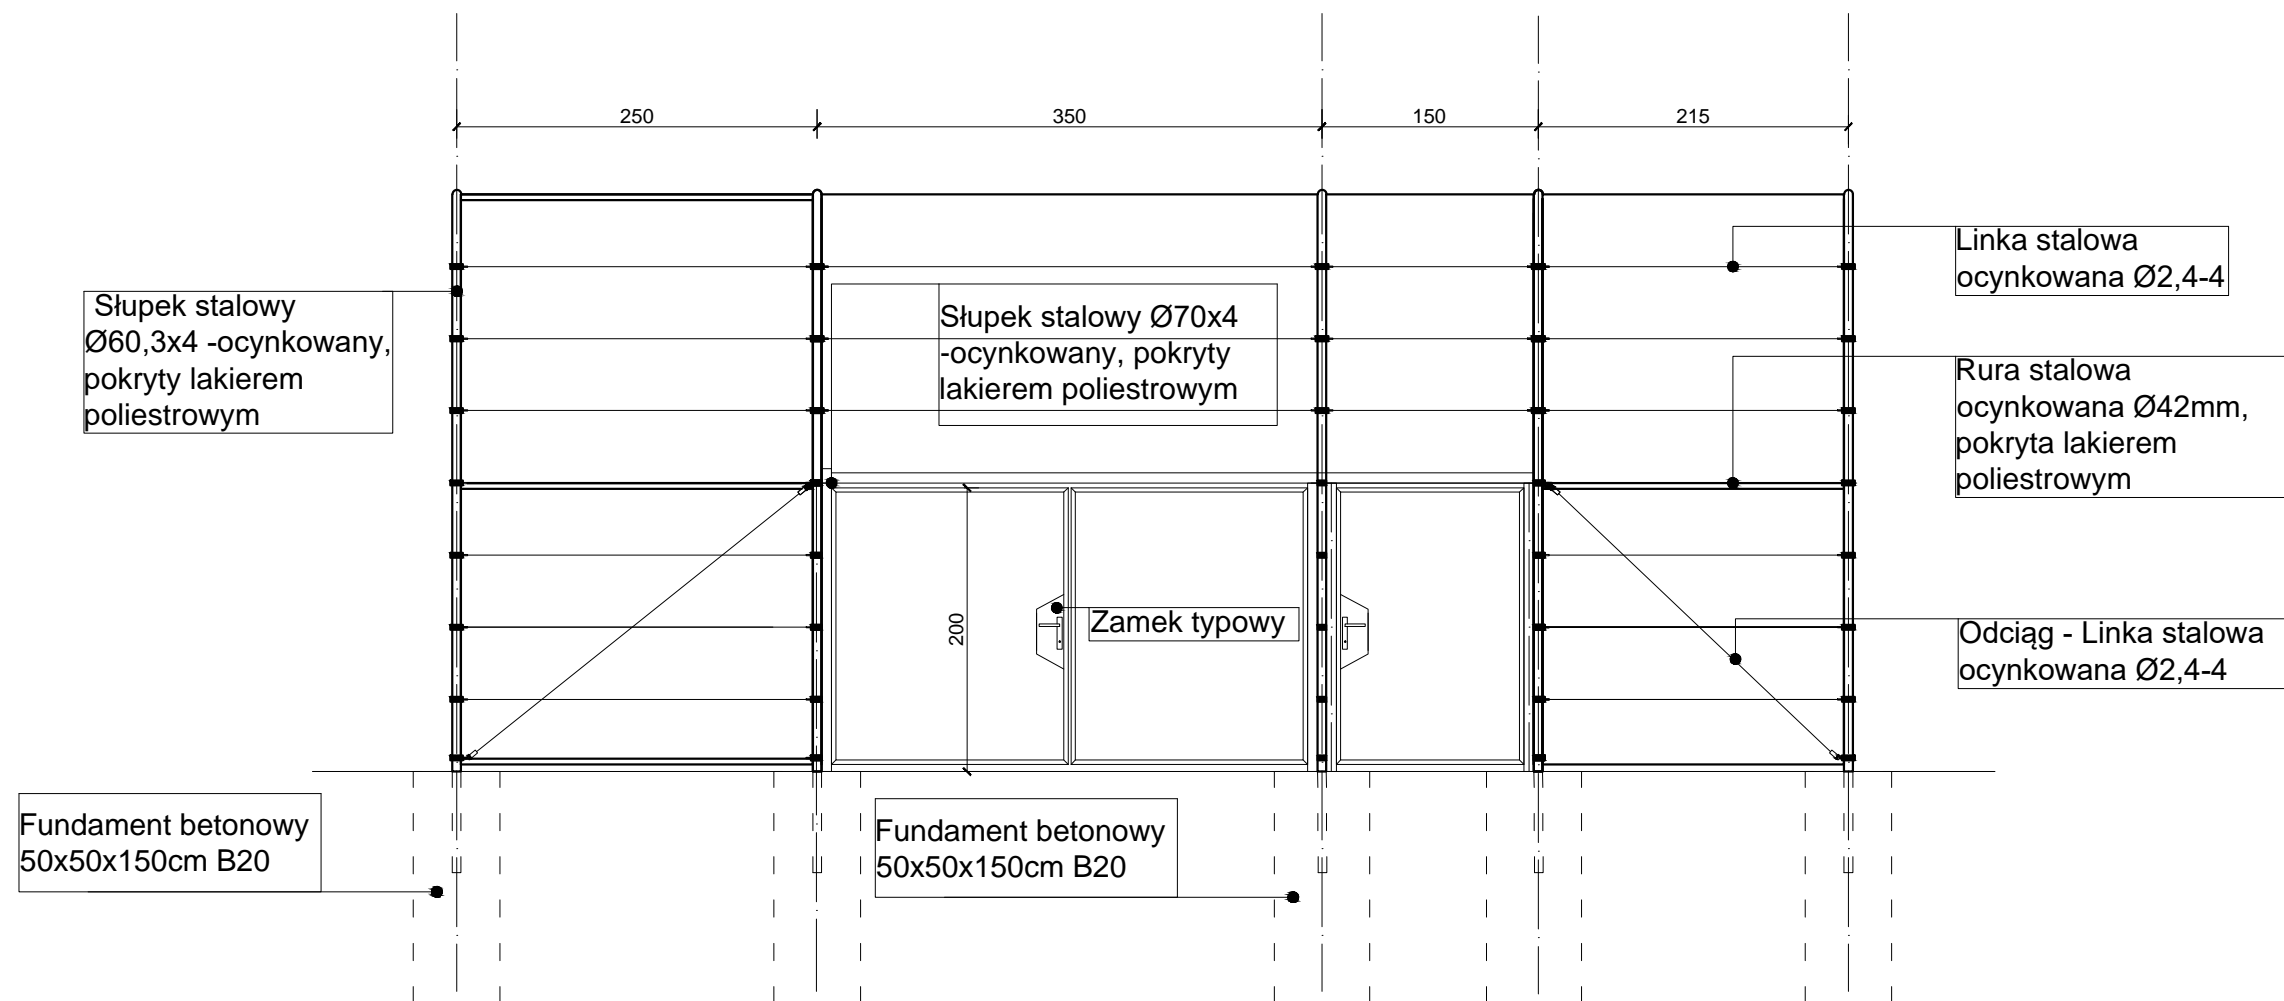 250
350
150
215
Linka stalowa
ocynkowana Ø2,4-4
Słupek stalowy
Ø60,3x4 -ocynkowany,
pokryty lakierem
poliestrowym
Słupek stalowy Ø70x4
-ocynkowany, pokryty
lakierem poliestrowym
Rura stalowa
ocynkowana Ø42mm,
pokryta lakierem
poliestrowym
200
Zamek typowy
Odciąg - Linka stalowa
ocynkowana Ø2,4-4
Fundament betonowy
50x50x150cm B20
Fundament betonowy
50x50x150cm B20